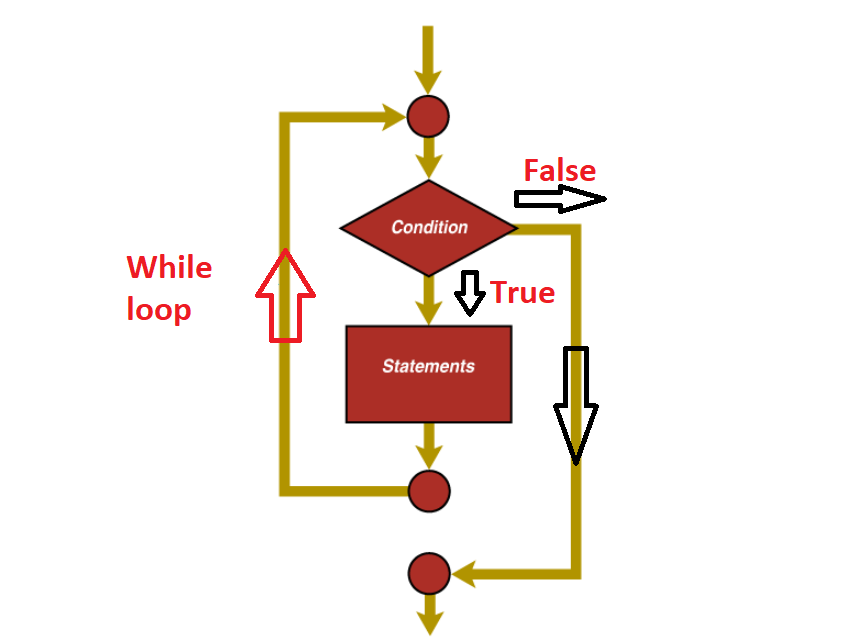 False
Condition
While
loop
True
Statements